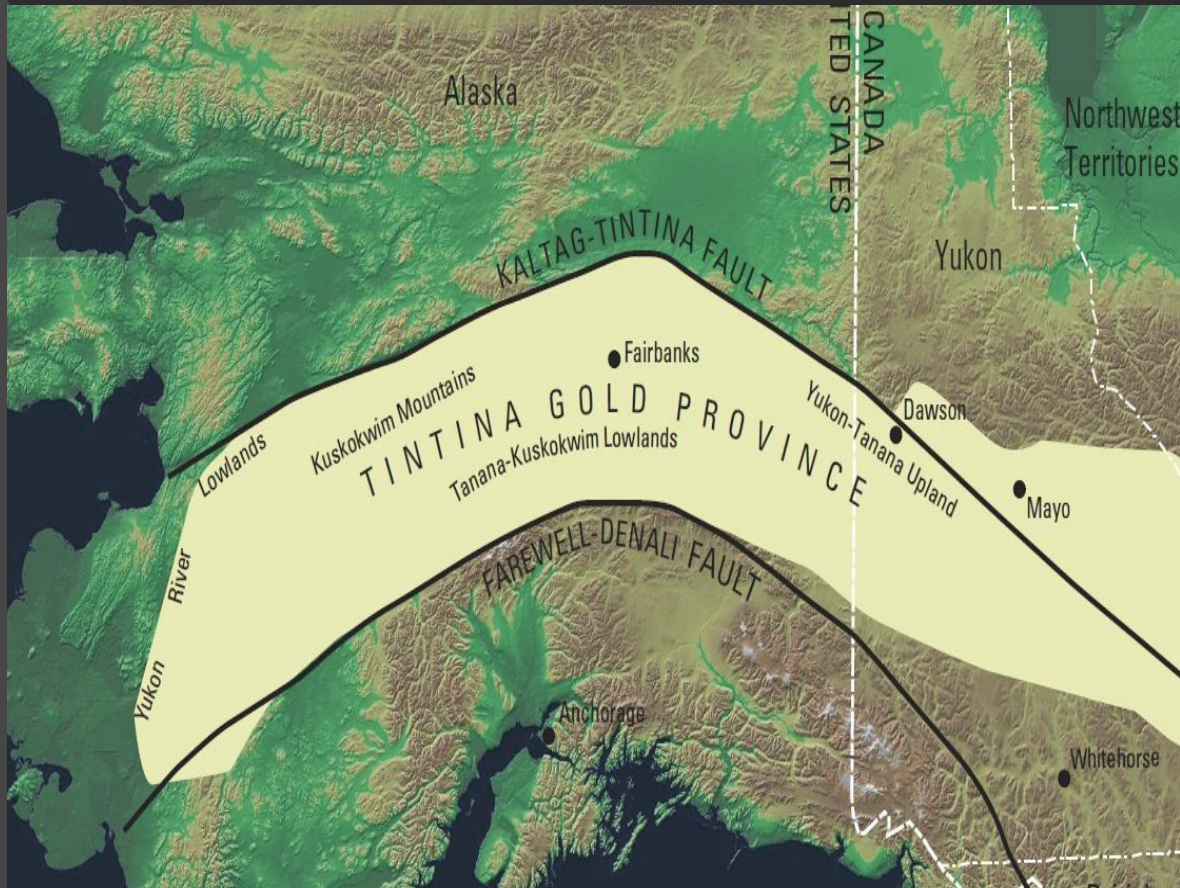 Alaska
UNITED STATES
CANADA
Northwest
Territories
Yukon
KALTAG-TINTINA FAULT
Fairbanks
Kuskokwim Mountains
TINTINA GOLD PROVINCE
Tanana-Kuskokwim Lowlands
Yukon-Tanana Upland
Dawson
Mayo
Yukon River Lowlands
FAREWELL-DENALI FAULT
Anchorage
Whitehorse